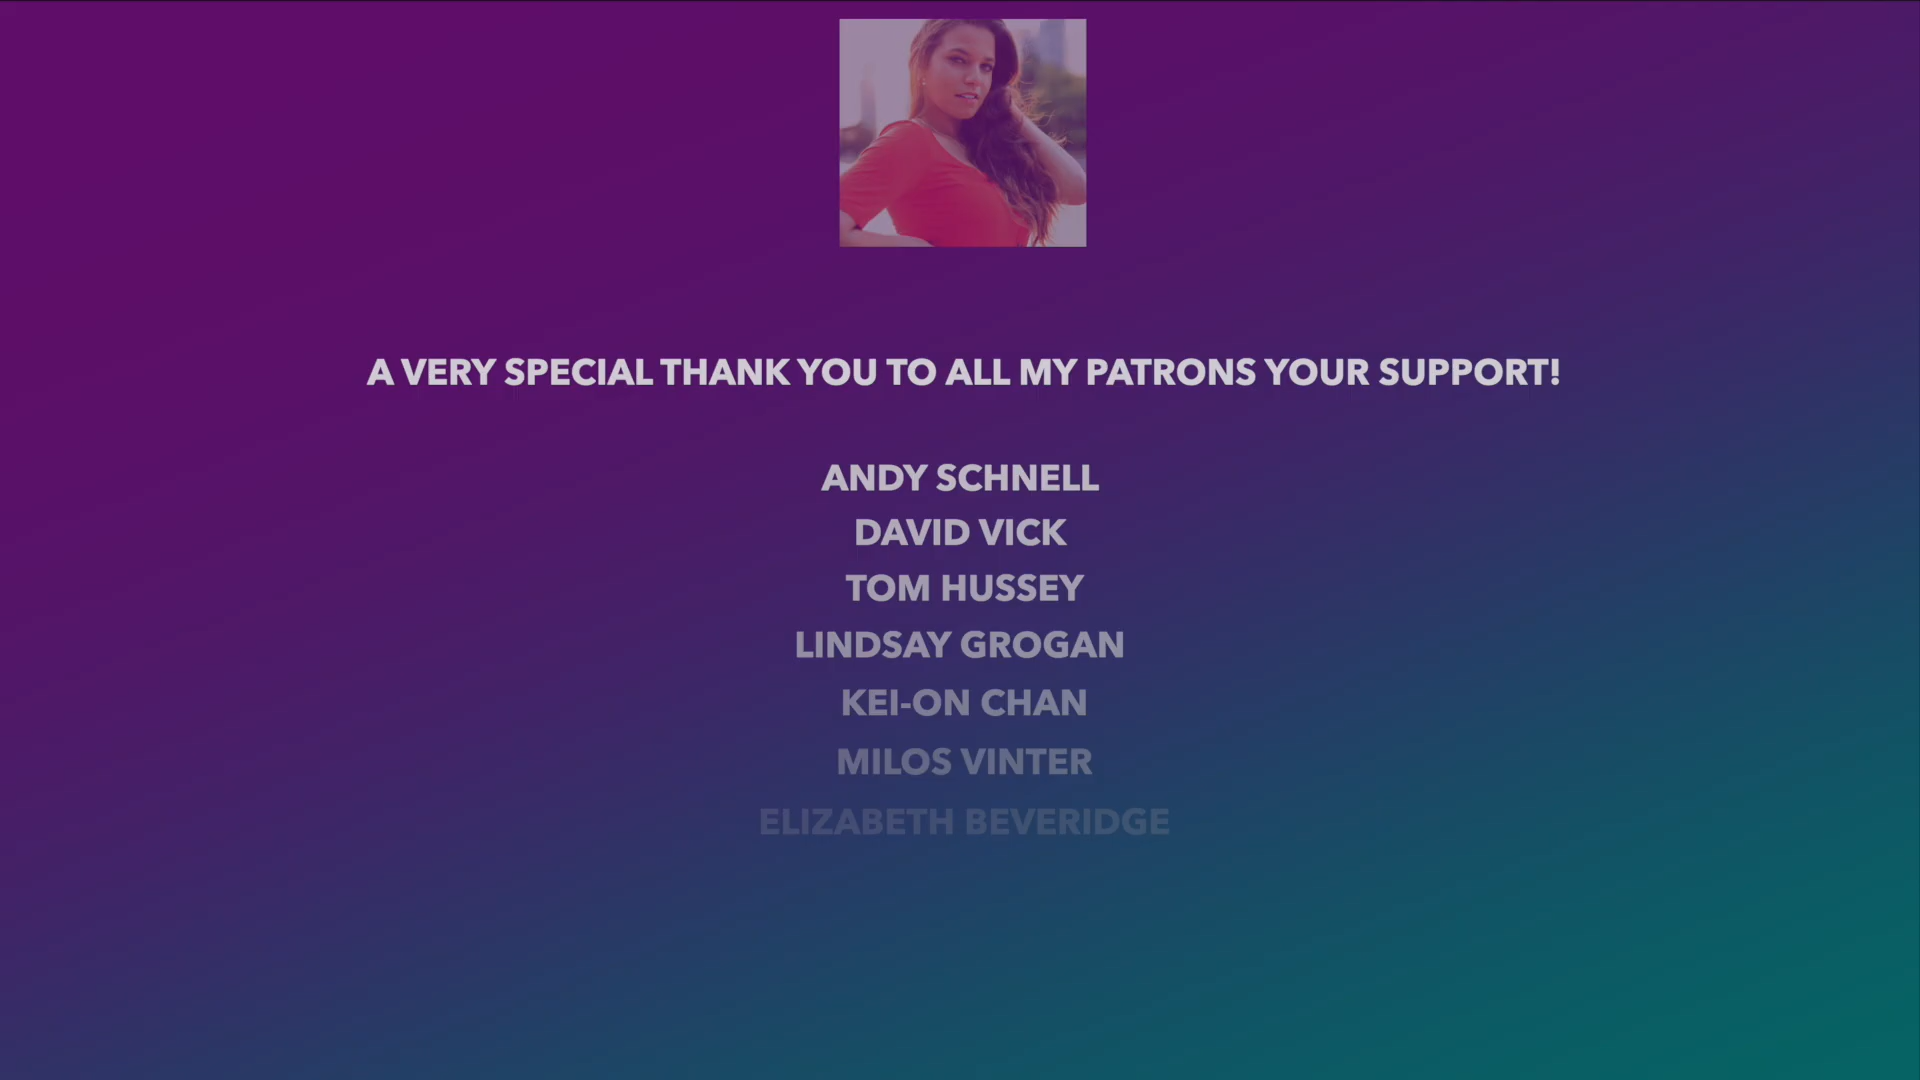 A VERY SPECIAL THANK YOU TO ALL MY PATRONS YOUR SUPPORT!
ANDY SCHNELL
DAVID VICK
TOM HUSSEY
LINDSAY GROGAN
KEI-ON CHAN
MILOS VINTER
ELIZABETH BEVERIDGE